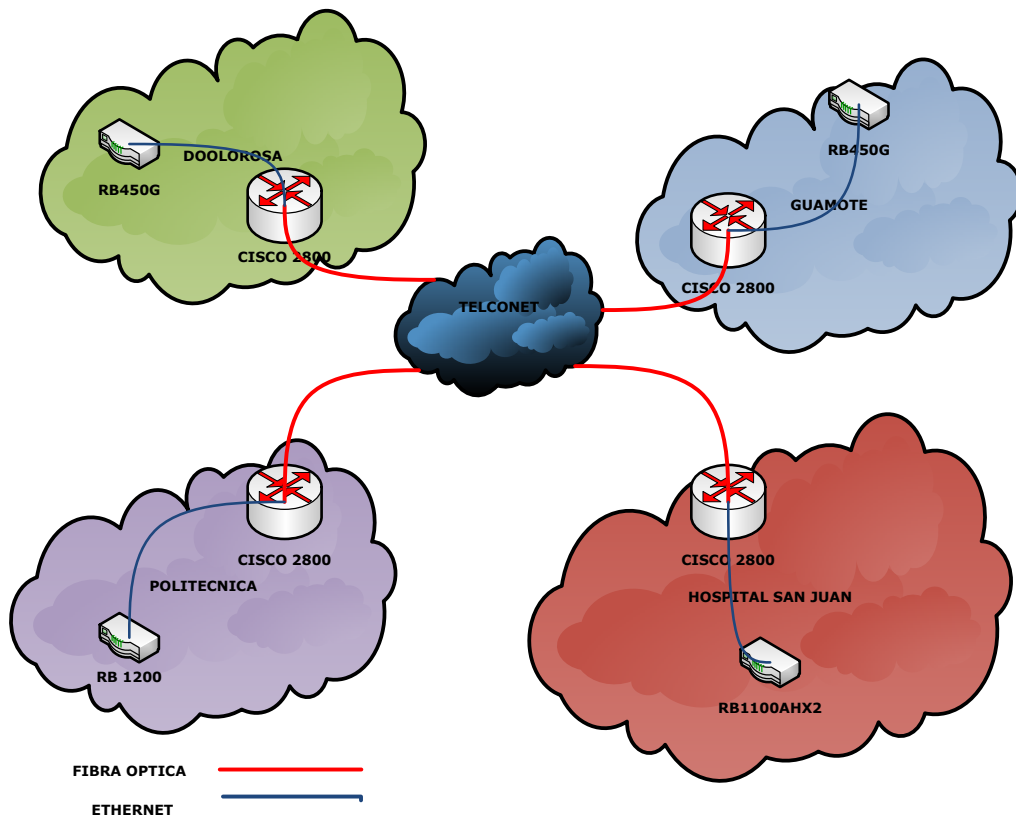 DOOLOROSA
RB450G
CISCO 2800
RB450G
GUAMOTE
CISCO 2800
TELCONET
CISCO 2800
POLITECNICA
RB 1200
CISCO 2800
HOSPITAL SAN JUAN
RB1100AHX2
FIBRA OPTICA
ETHERNET